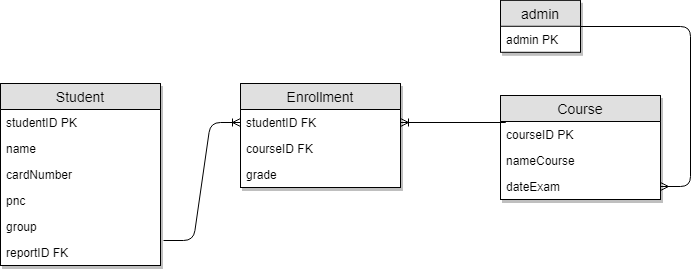 admin
admin PK
Student
studentID PK
name
cardNumber
pnc
group
reportID FK
Enrollment
studentID FK
courseID FK
grade
Course
courseID PK
nameCourse
dateExam